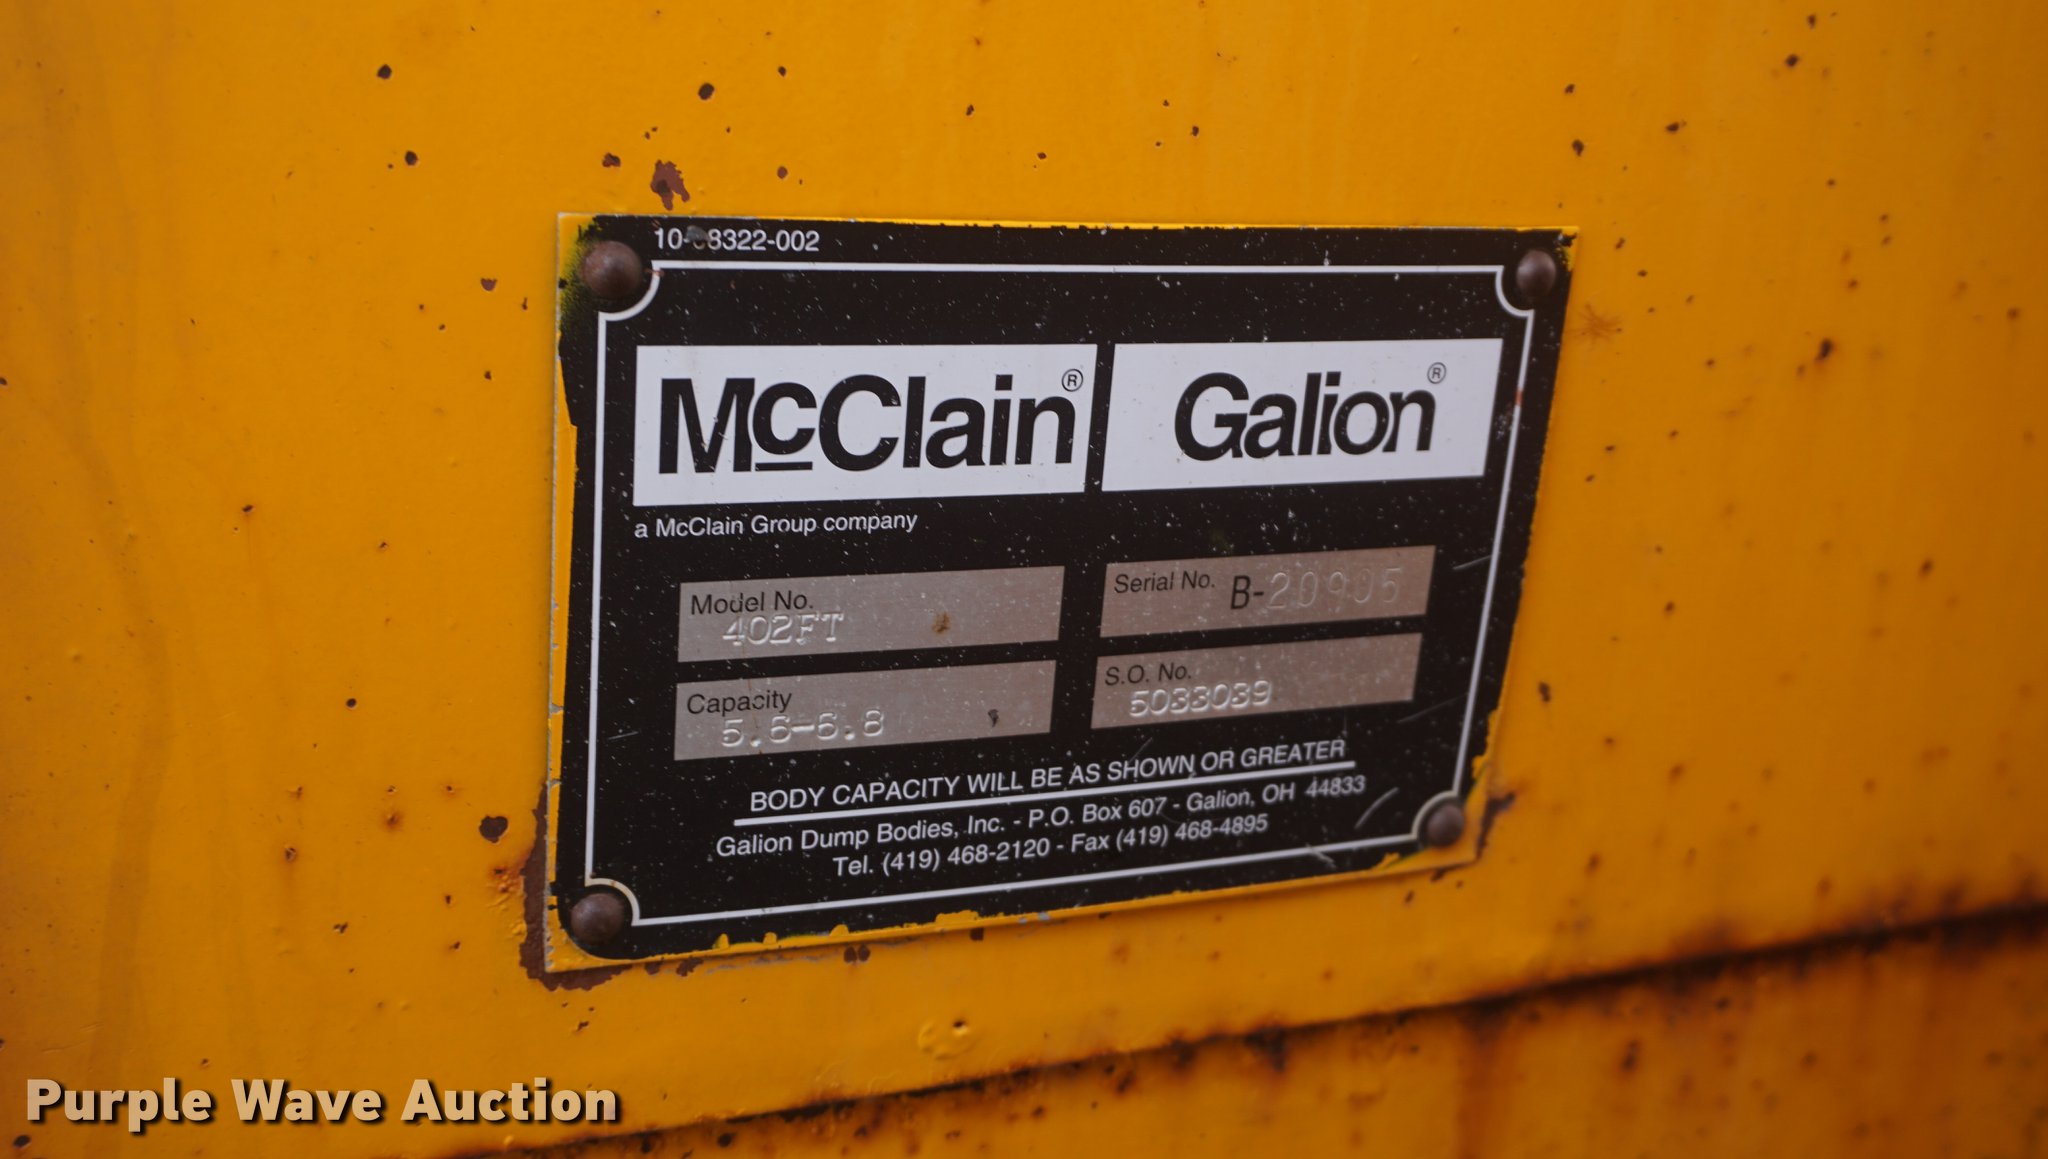 10-98322-002
McClain® Galion®
a McClain Group company
Model No. 402FT
Serial No. B-20905
Capacity 5.6-6.8
S.O. No. 5033039
BODY CAPACITY WILL BE AS SHOWN OR GREATER
Galion Dump Bodies, Inc. - P.O. Box 607 - Galion, OH 44833
Tel. (419) 468-2120 - Fax (419) 468-4895
Purple Wave Auction